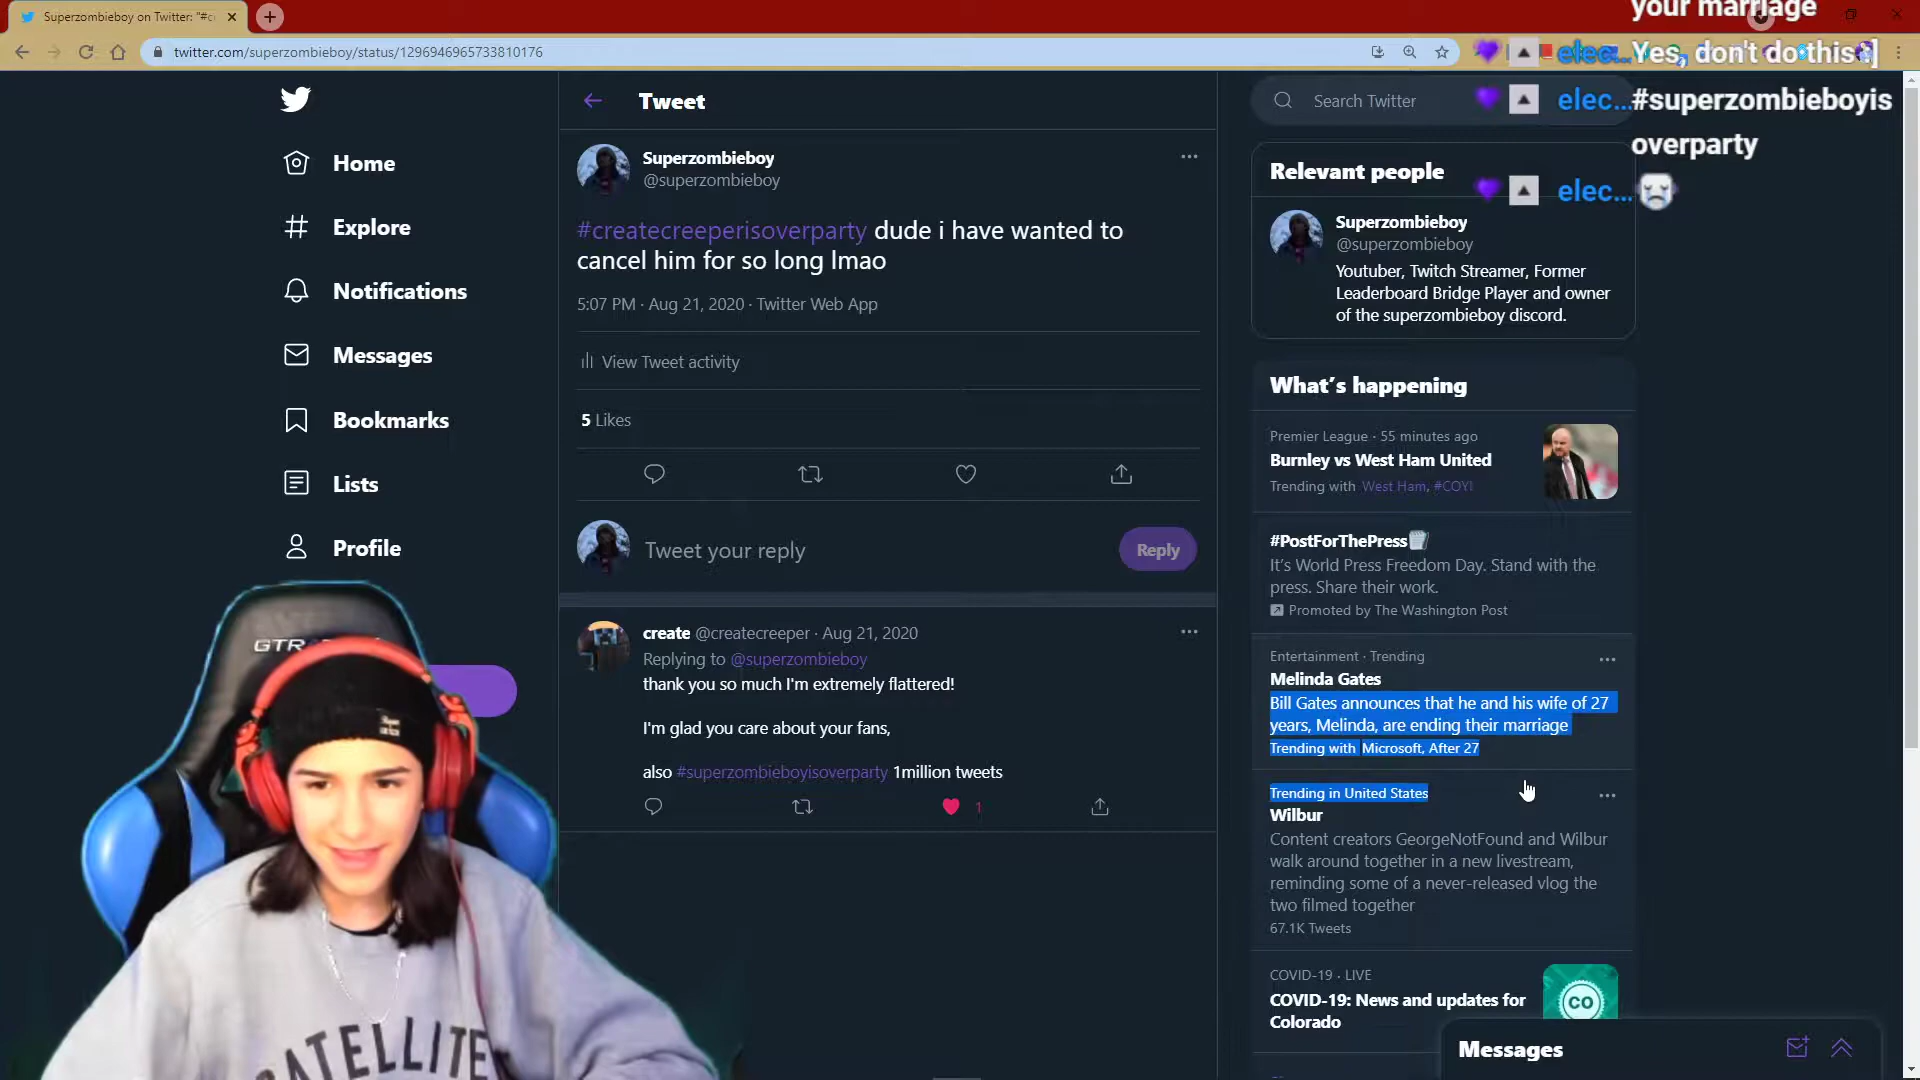 Superzombieboy on Twitter: "#c
twitter.com/superzombieboy/status/1296946965733810176
your marriage
elec... Yes, don't do this :]
elec... #superzombieboyis
overparty
elec...
Home
Explore
Notifications
Messages
Bookmarks
Lists
Profile
GTR
SATELLITE
Tweet
Superzombieboy
@superzombieboy
#createcreeperisoverparty dude i have wanted to
cancel him for so long lmao
5:07 PM · Aug 21, 2020 · Twitter Web App
View Tweet activity
5 Likes
Tweet your reply
Reply
create @createcreeper · Aug 21, 2020
Replying to @superzombieboy
thank you so much I'm extremely flattered!
I'm glad you care about your fans,
also #superzombieboyisoverparty 1million tweets
1
Search Twitter
Relevant people
Superzombieboy
@superzombieboy
Youtuber, Twitch Streamer, Former
Leaderboard Bridge Player and owner
of the superzombieboy discord.
What's happening
Premier League · 55 minutes ago
Burnley vs West Ham United
Trending with West Ham, #COYI
#PostForThePress
It's World Press Freedom Day. Stand with the
press. Share their work.
Promoted by The Washington Post
Entertainment · Trending
Melinda Gates
Bill Gates announces that he and his wife of 27
years, Melinda, are ending their marriage
Trending with Microsoft, After 27
Trending in United States
Wilbur
Content creators GeorgeNotFound and Wilbur
walk around together in a new livestream,
reminding some of a never-released vlog the
two filmed together
67.1K Tweets
COVID-19 · LIVE
COVID-19: News and updates for
Colorado
CO
Messages